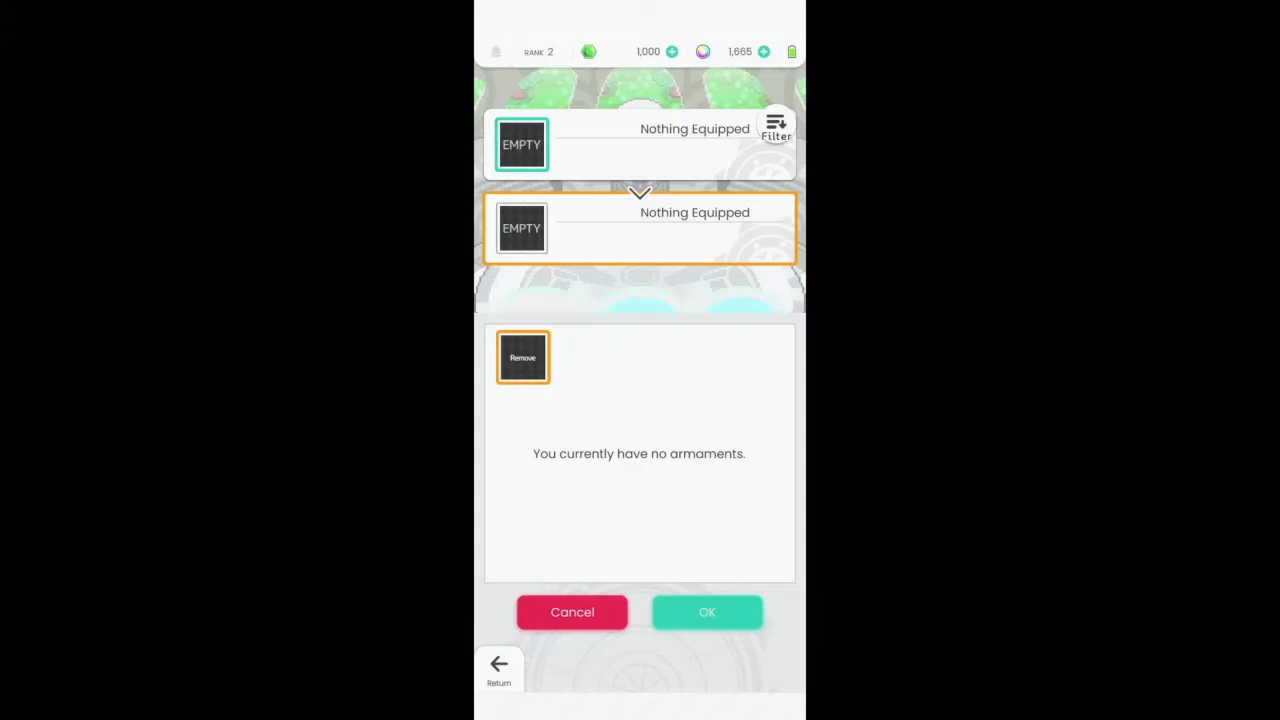 RANK 2 1,000 1,665
EMPTY Nothing Equipped Filter
EMPTY Nothing Equipped
Remove
You currently have no armaments.
Cancel OK
Return